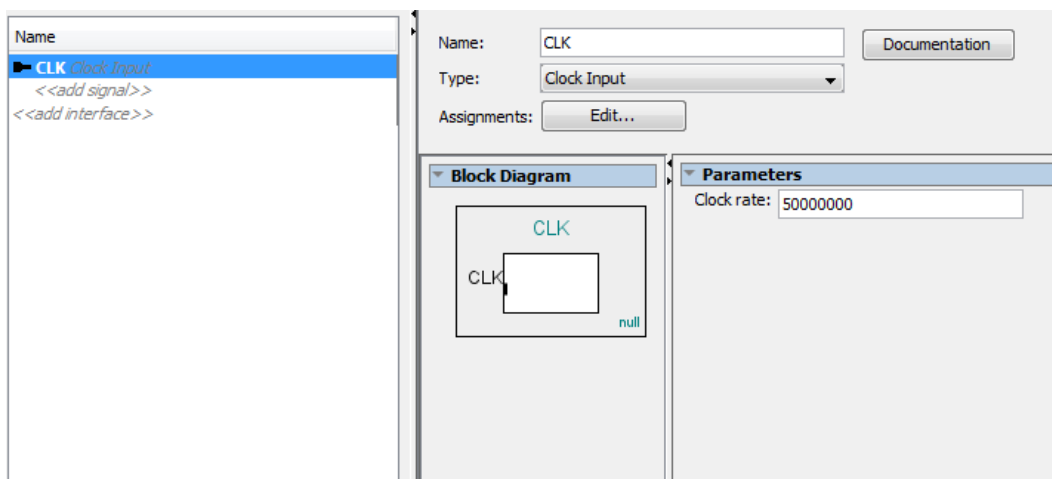 Name
CLK Clock Input
<<add signal>>
<<add interface>>
Name: CLK Documentation
Type: Clock Input
Assignments: Edit...
Block Diagram
CLK
CLK
null
Parameters
Clock rate: 50000000